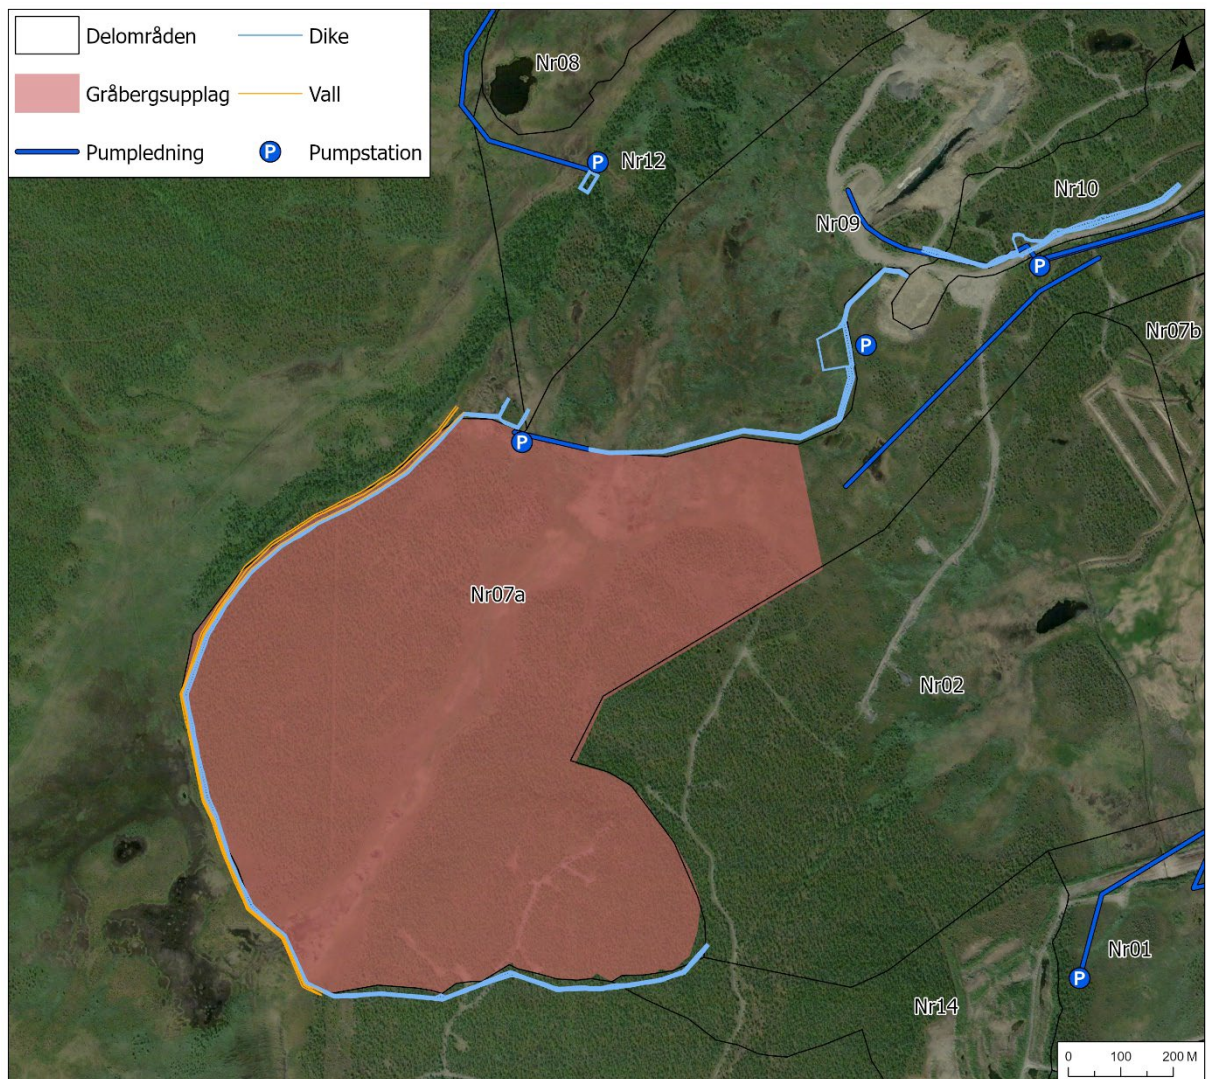 Delområden
Dike
Gråbergsupplag
Vall
Pumpledning
P
Pumpstation
Nr08
P
Nr12
Nr10
Nr09
P
Nr07b
P
P
Nr07a
Nr02
Nr01
P
Nr14
0 100 200 M